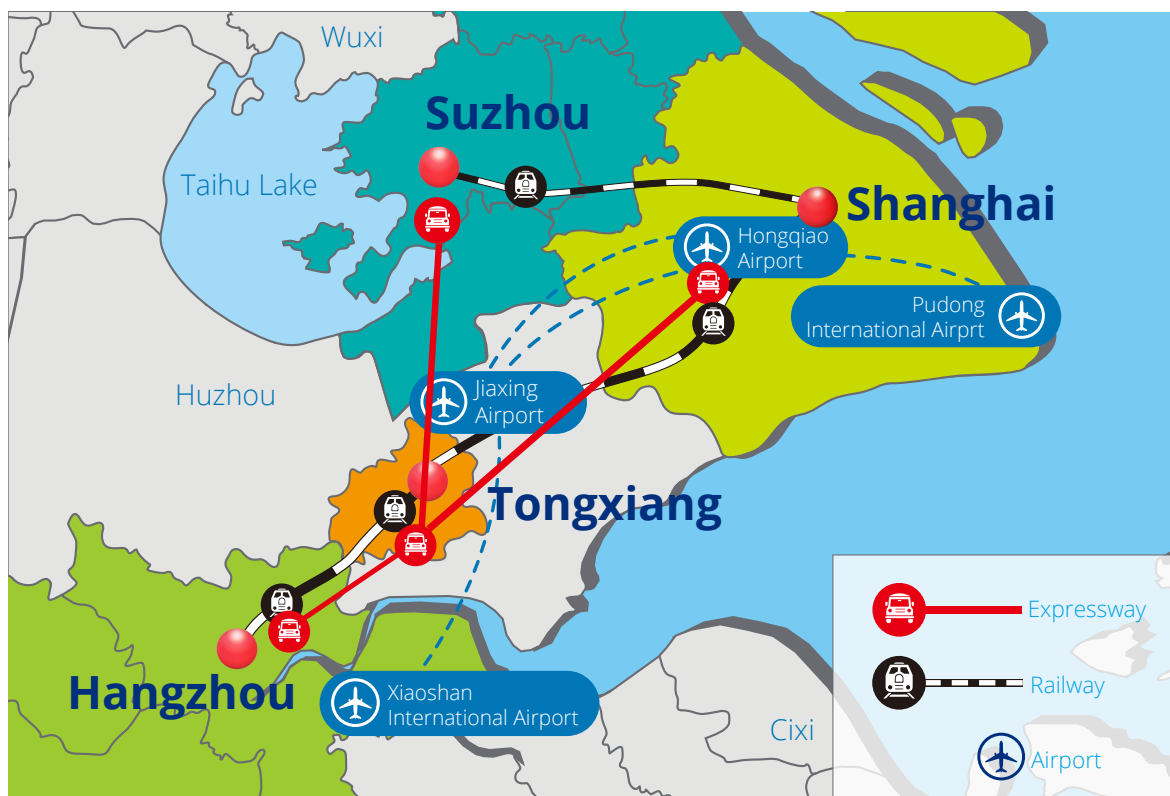 Wuxi
Suzhou
Taihu Lake
Shanghai
Hongqiao
Airport
Pudong
International Airprt
Huzhou
Jiaxing
Airport
Tongxiang
Hangzhou
Xiaoshan
International Airport
Cixi
Expressway
Railway
Airport